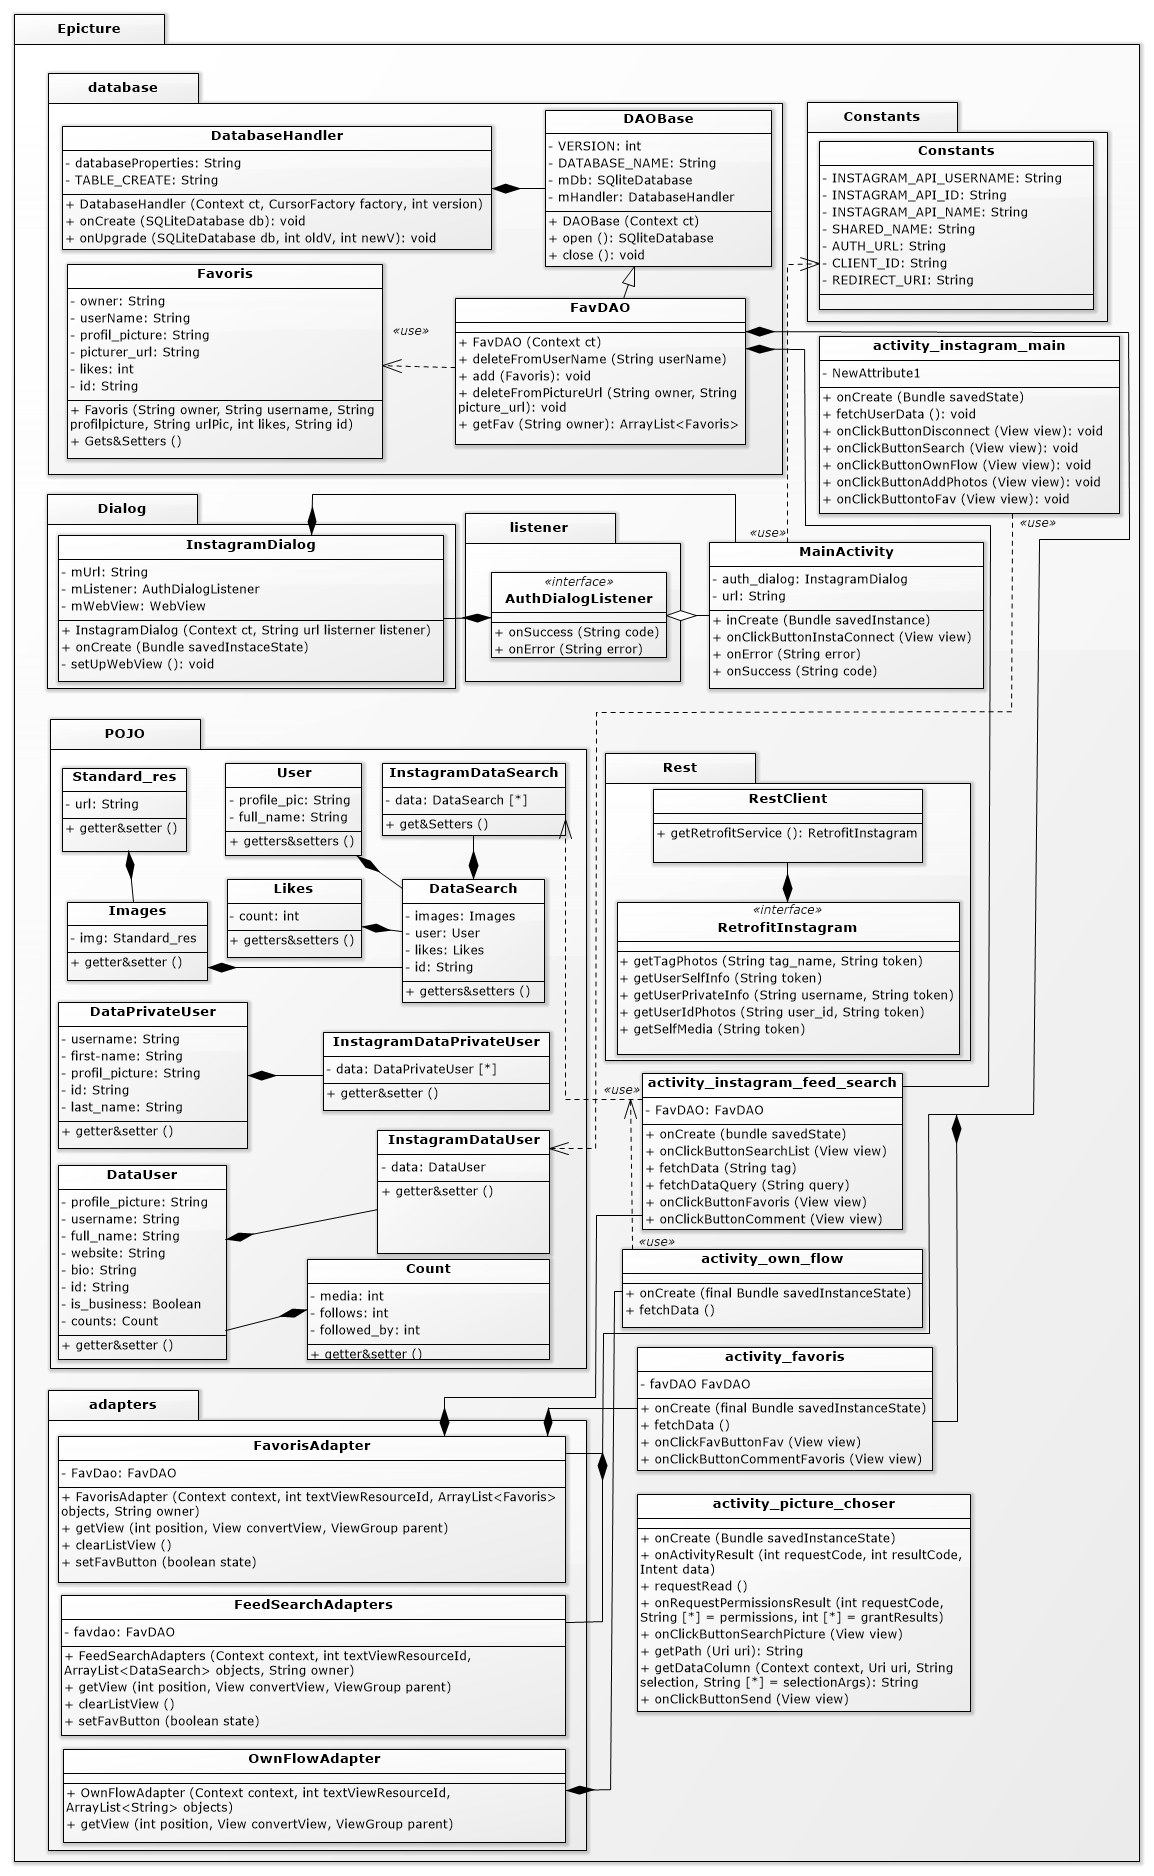 Epicture
database
DatabaseHandler
- databaseProperties: String
- TABLE_CREATE: String
+ DatabaseHandler (Context ct, CursorFactory factory, int version)
+ onCreate (SQLiteDatabase db): void
+ onUpgrade (SQLiteDatabase db, int oldV, int newV): void
DAOBase
- VERSION: int
- DATABASE_NAME: String
- mDb: SQliteDatabase
- mHandler: DatabaseHandler
+ DAOBase (Context ct)
+ open (): SQliteDatabase
+ close (): void
Favoris
- owner: String
- userName: String
- profil_picture: String
- picturer_url: String
- likes: int
- id: String
+ Favoris (String owner, String username, String
profilpicture, String urlPic, int likes, String id)
+ Gets&Setters ()
«use»
FavDAO
+ FavDAO (Context ct)
+ deleteFromUserName (String userName)
+ add (Favoris): void
+ deleteFromPictureUrl (String owner, String
picture_url): void
+ getFav (String owner): ArrayList<Favoris>
Constants
Constants
- INSTAGRAM_API_USERNAME: String
- INSTAGRAM_API_ID: String
- INSTAGRAM_API_NAME: String
- SHARED_NAME: String
- AUTH_URL: String
- CLIENT_ID: String
- REDIRECT_URI: String
activity_instagram_main
- NewAttribute1
+ onCreate (Bundle savedState)
+ fetchUserData (): void
+ onClickButtonDisconnect (View view): void
+ onClickButtonSearch (View view): void
+ onClickButtonOwnFlow (View view): void
+ onClickButtonAddPhotos (View view): void
+ onClickButtontoFav (View view): void
«use»
Dialog
InstagramDialog
- mUrl: String
- mListener: AuthDialogListener
- mWebView: WebView
+ InstagramDialog (Context ct, String url listerner listener)
+ onCreate (Bundle savedInstaceState)
- setUpWebView (): void
listener
«interface»
AuthDialogListener
+ onSuccess (String code)
+ onError (String error)
«use»
MainActivity
- auth_dialog: InstagramDialog
- url: String
+ inCreate (Bundle savedInstance)
+ onClickButtonInstaConnect (View view)
+ onError (String error)
+ onSuccess (String code)
POJO
Standard_res
- url: String
+ getter&setter ()
User
- profile_pic: String
- full_name: String
+ getters&setters ()
InstagramDataSearch
- data: DataSearch [*]
+ get&Setters ()
Images
- img: Standard_res
+ getter&setter ()
Likes
- count: int
+ getters&setters ()
DataSearch
- images: Images
- user: User
- likes: Likes
- id: String
+ getters&setters ()
DataPrivateUser
- username: String
- first-name: String
- profil_picture: String
- id: String
- last_name: String
+ getter&setter ()
InstagramDataPrivateUser
- data: DataPrivateUser [*]
+ getter&setter ()
InstagramDataUser
- data: DataUser
+ getter&setter ()
DataUser
- profile_picture: String
- username: String
- full_name: String
- website: String
- bio: String
- id: String
- is_business: Boolean
- counts: Count
+ getter&setter ()
Count
- media: int
- follows: int
- followed_by: int
+ getter&setter ()
Rest
RestClient
+ getRetrofitService (): RetrofitInstagram
«interface»
RetrofitInstagram
+ getTagPhotos (String tag_name, String token)
+ getUserSelfInfo (String token)
+ getUserPrivateInfo (String username, String token)
+ getUserIdPhotos (String user_id, String token)
+ getSelfMedia (String token)
«use»
activity_instagram_feed_search
- FavDAO: FavDAO
+ onCreate (bundle savedState)
+ onClickButtonSearchList (View view)
+ fetchData (String tag)
+ fetchDataQuery (String query)
+ onClickButtonFavoris (View view)
+ onClickButtonComment (View view)
«use»
activity_own_flow
+ onCreate (final Bundle savedInstanceState)
+ fetchData ()
activity_favoris
- favDAO FavDAO
+ onCreate (final Bundle savedInstanceState)
+ fetchData ()
+ onClickFavButtonFav (View view)
+ onClickButtonCommentFavoris (View view)
activity_picture_choser
+ onCreate (Bundle savedInstanceState)
+ onActivityResult (int requestCode, int resultCode,
Intent data)
+ requestRead ()
+ onRequestPermissionsResult (int requestCode,
String [*] = permissions, int [*] = grantResults)
+ onClickButtonSearchPicture (View view)
+ getPath (Uri uri): String
+ getDataColumn (Context context, Uri uri, String
selection, String [*] = selectionArgs): String
+ onClickButtonSend (View view)
adapters
FavorisAdapter
- FavDao: FavDAO
+ FavorisAdapter (Context context, int textViewResourceId, ArrayList<Favoris>
objects, String owner)
+ getView (int position, View convertView, ViewGroup parent)
+ clearListView ()
+ setFavButton (boolean state)
FeedSearchAdapters
- favdao: FavDAO
+ FeedSearchAdapters (Context context, int textViewResourceId,
ArrayList<DataSearch> objects, String owner)
+ getView (int position, View convertView, ViewGroup parent)
+ clearListView ()
+ setFavButton (boolean state)
OwnFlowAdapter
+ OwnFlowAdapter (Context context, int textViewResourceId,
ArrayList<String> objects)
+ getView (int position, View convertView, ViewGroup parent)